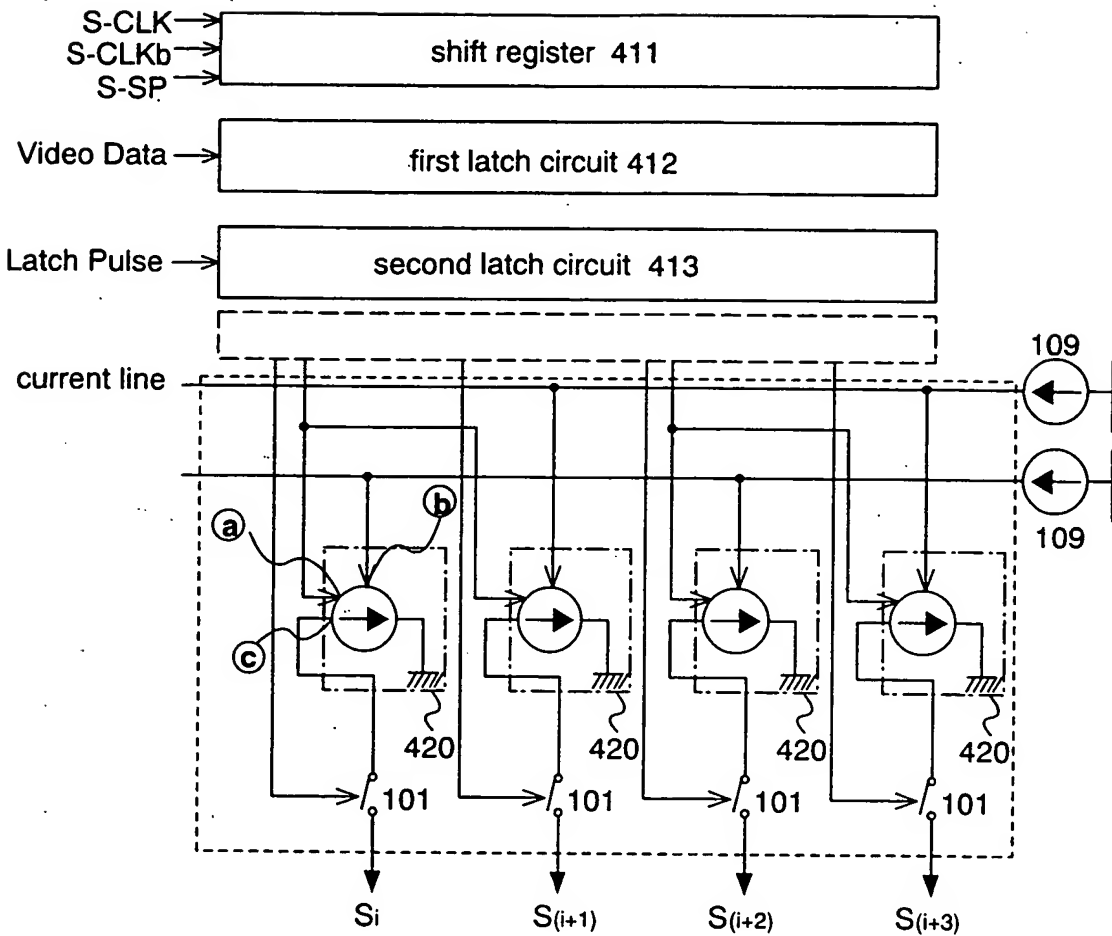 S-CLK
S-CLKb
S-SP
shift register 411
Video Data
first latch circuit 412
Latch Pulse
second latch circuit 413
current line
109
109
a
b
c
420
420
420
420
101
101
101
101
Si
S(i+1)
S(i+2)
S(i+3)